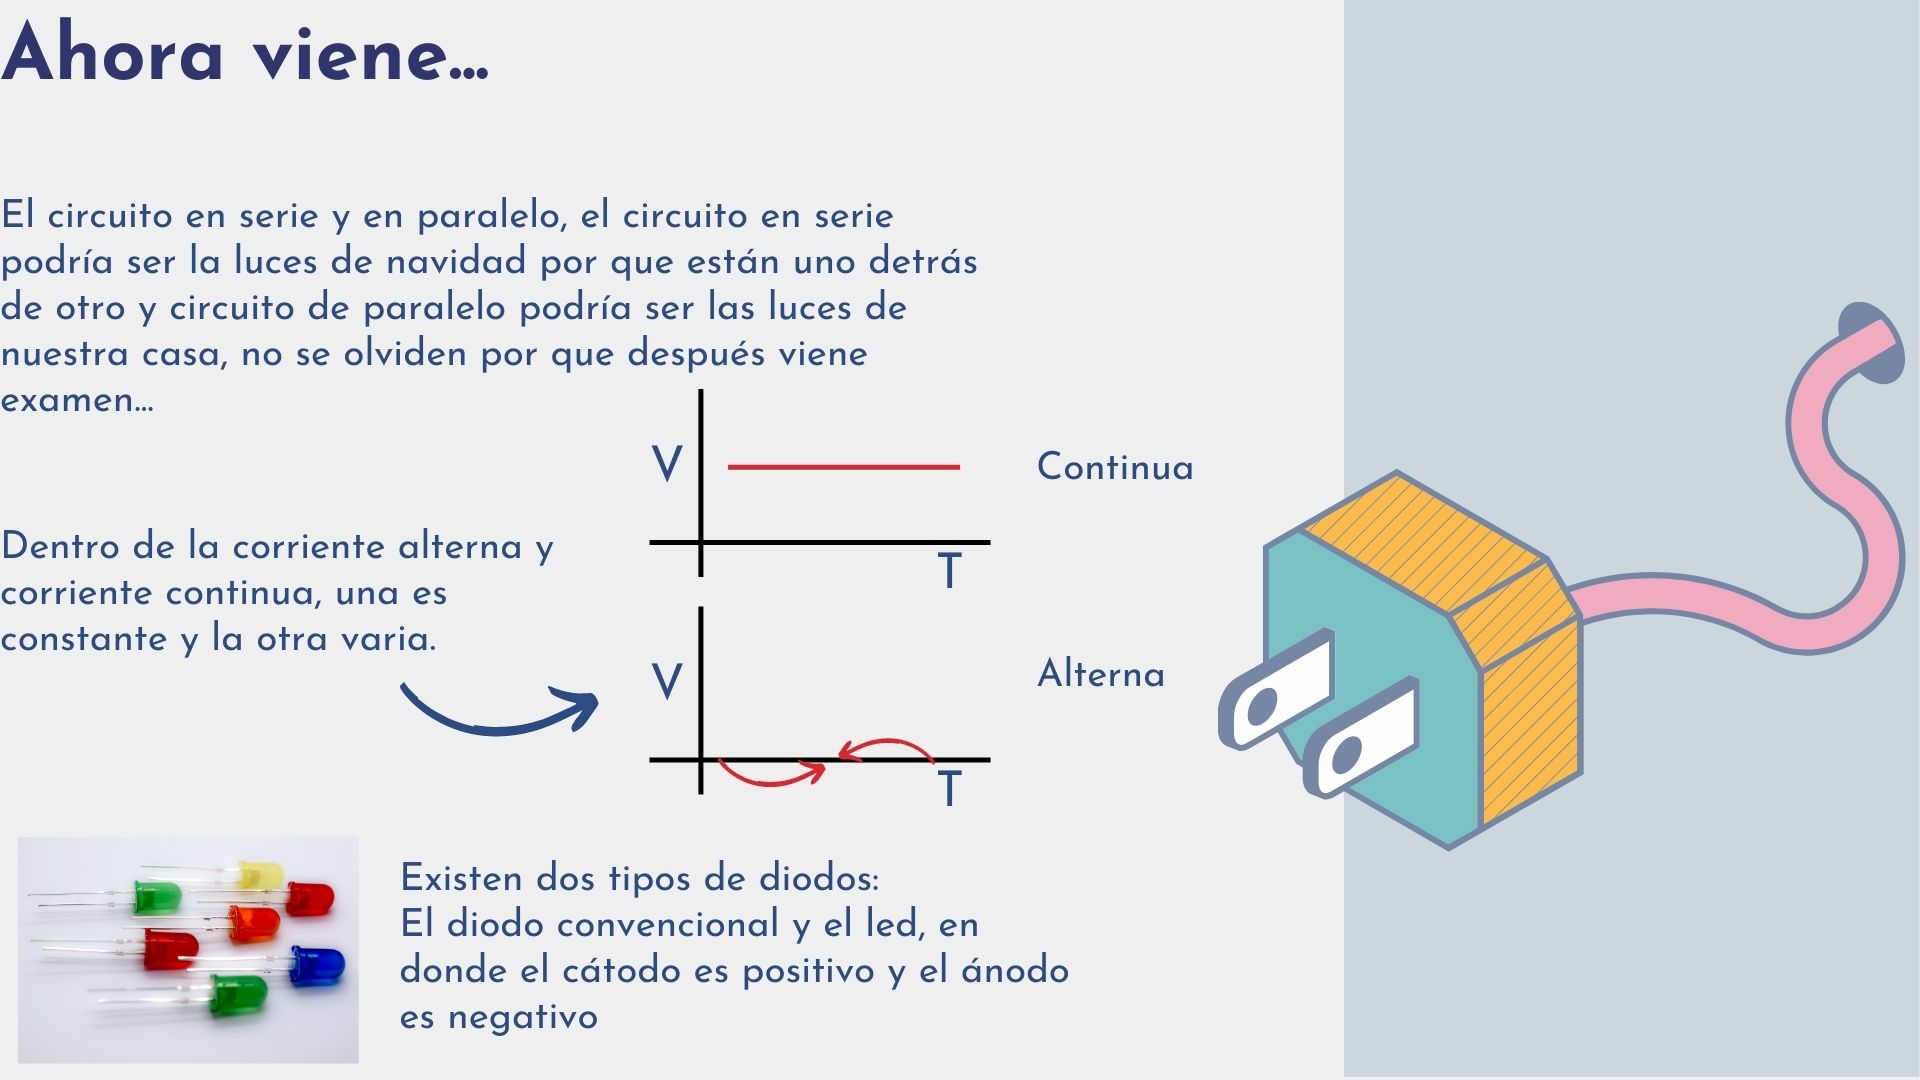 Ahora viene...
El circuito en serie y en paralelo, el circuito en serie
podría ser la luces de navidad por que están uno detrás
de otro y circuito de paralelo podría ser las luces de
nuestra casa, no se olviden por que después viene
examen...
V
Continua
T
Dentro de la corriente alterna y
corriente continua, una es
constante y la otra varia.
V
Alterna
T
Existen dos tipos de diodos:
El diodo convencional y el led, en
donde el cátodo es positivo y el ánodo
es negativo